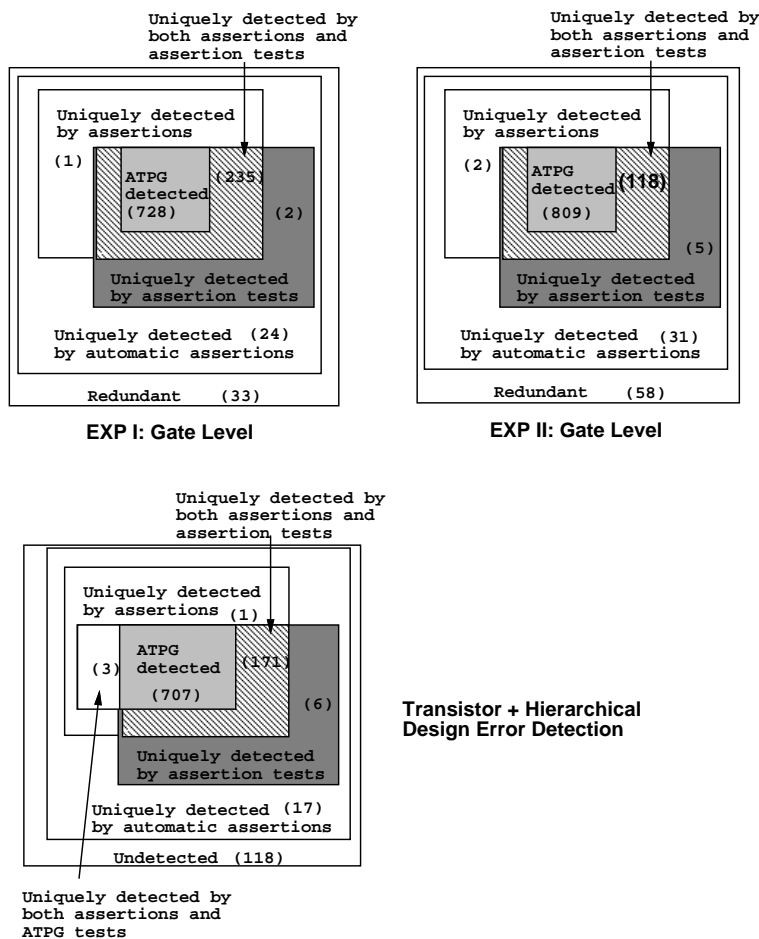 Uniquely detected by
both assertions and
assertion tests
Uniquely detected
by assertions
(1)
ATPG
detected
(728)
(235)
(2)
Uniquely detected
by assertion tests
Uniquely detected (24)
by automatic assertions
Redundant (33)
EXP I: Gate Level
Uniquely detected by
both assertions and
assertion tests
Uniquely detected
by assertions
(2)
ATPG
detected
(809)
(118)
(5)
Uniquely detected
by assertion tests
Uniquely detected (31)
by automatic assertions
Redundant (58)
EXP II: Gate Level
Uniquely detected by
both assertions and
assertion tests
Uniquely detected
by assertions (1)
(3)
ATPG
detected
(707)
(171)
(6)
Uniquely detected
by assertion tests
Uniquely detected (17)
by automatic assertions
Undetected (118)
Uniquely detected by
both assertions and
ATPG tests
Transistor + Hierarchical
Design Error Detection